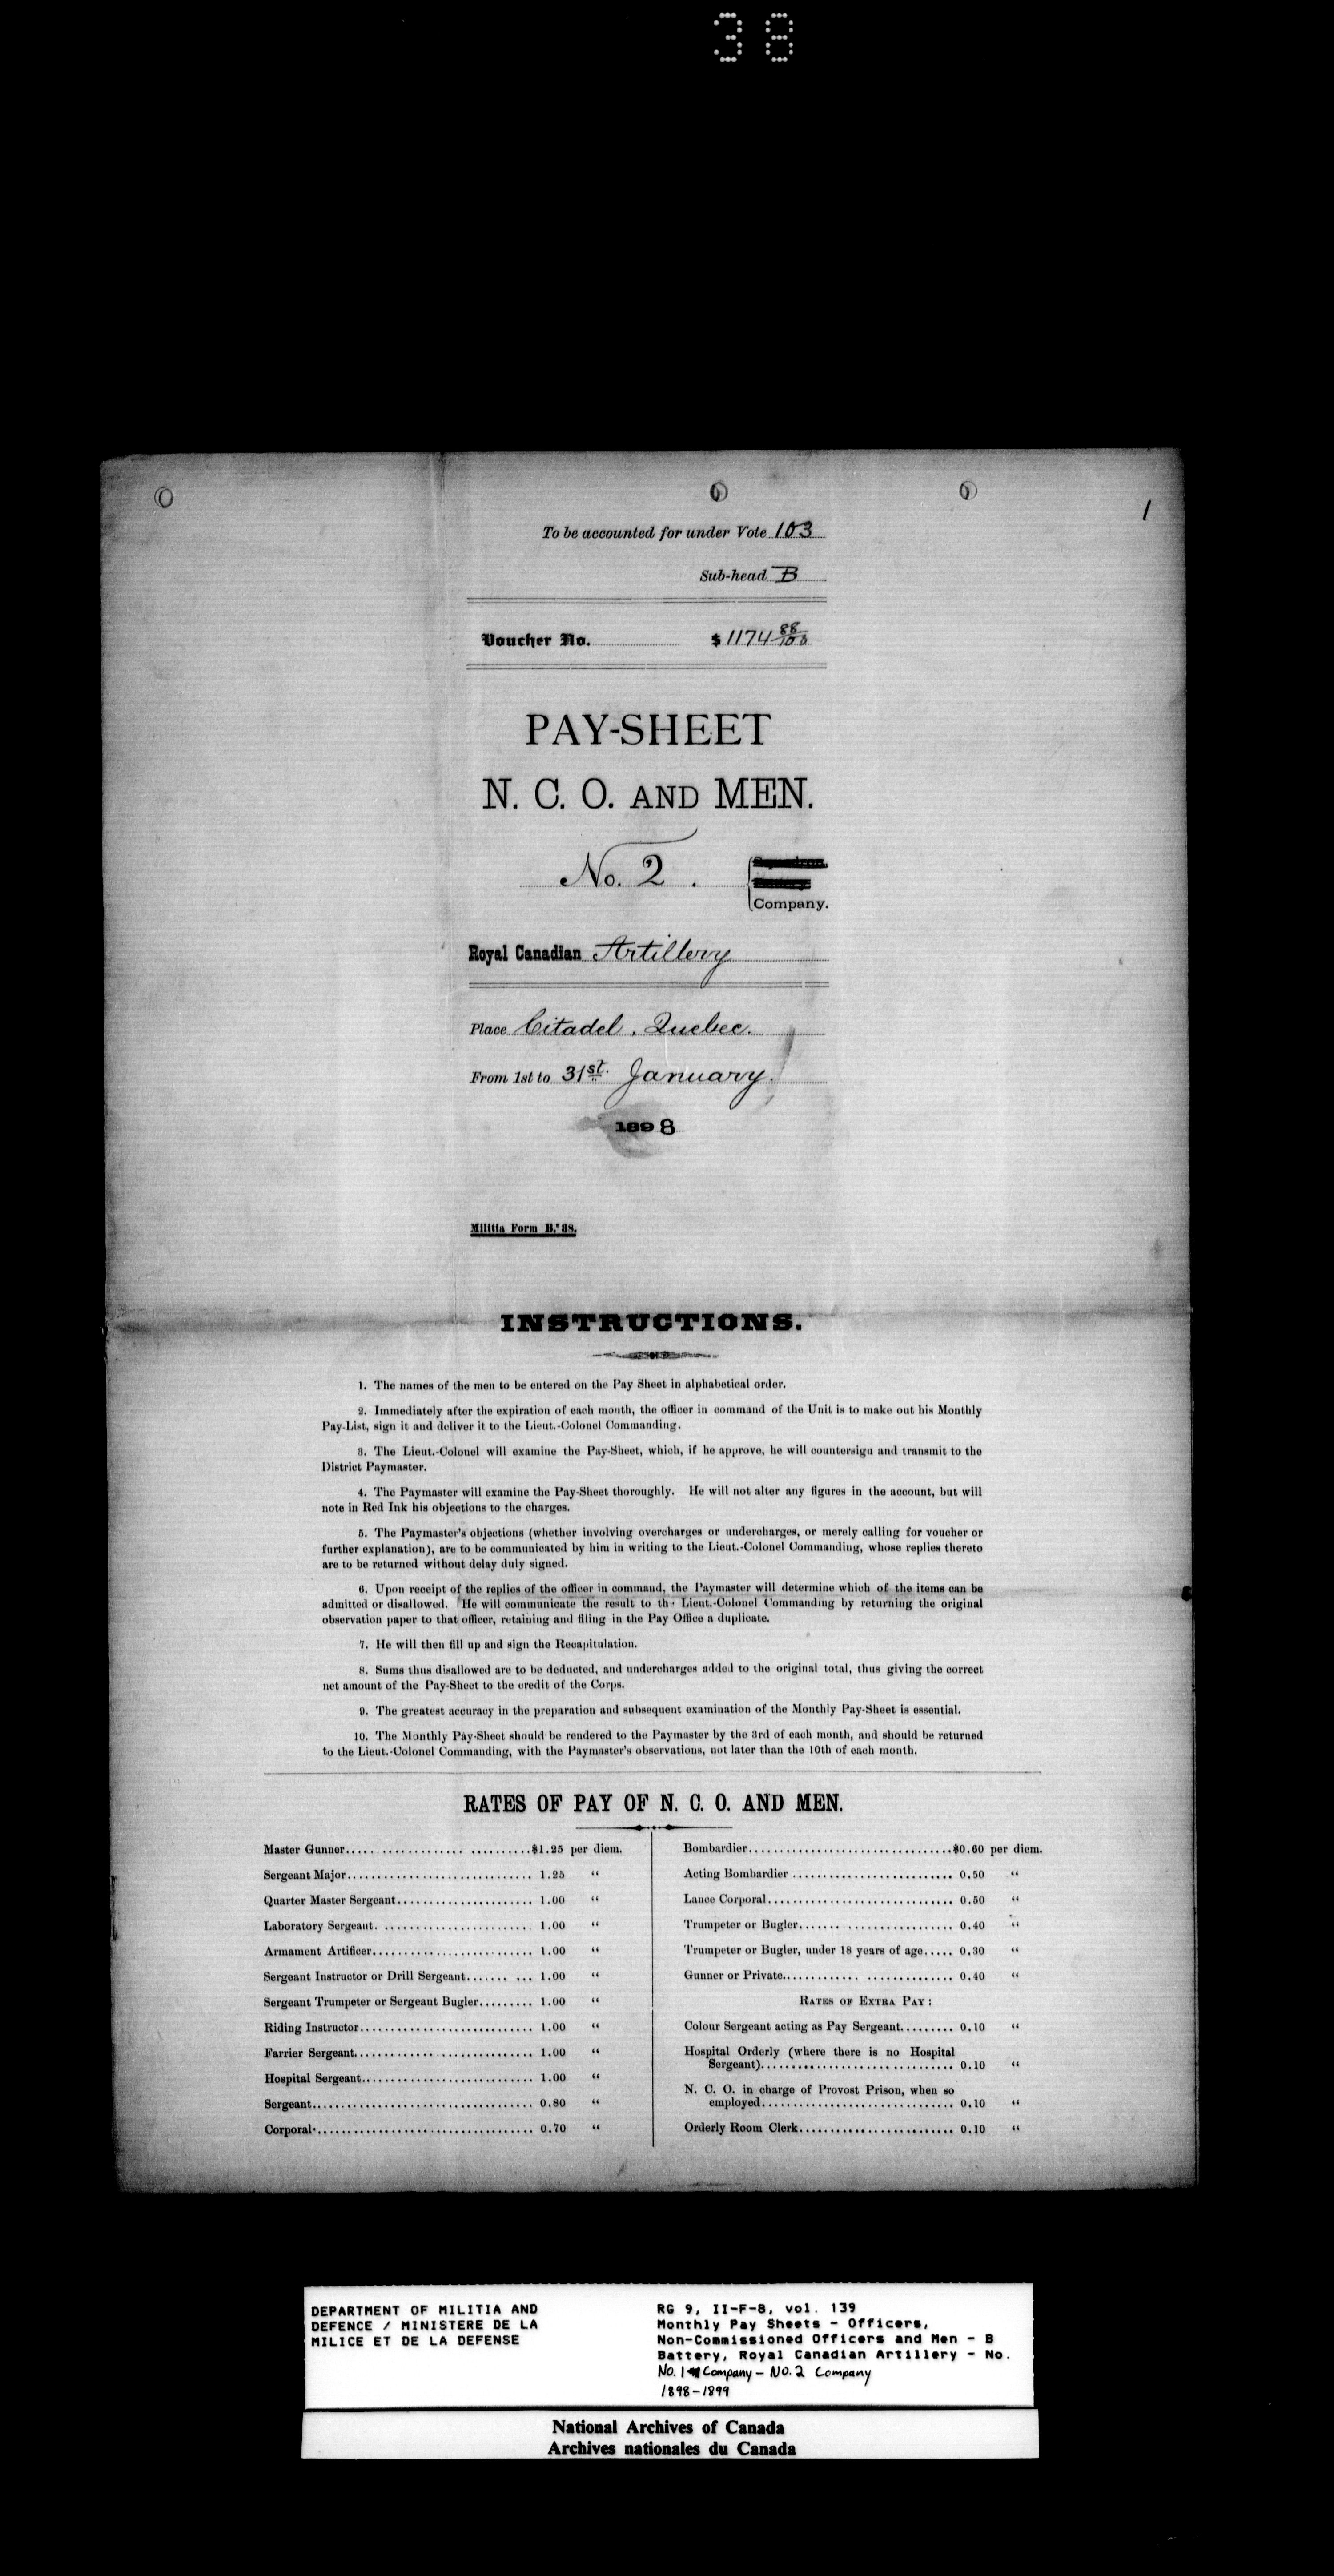 38
1
To be accounted for under Vote 103
Sub-head B
Voucher No. $ 1174 88/100
PAY-SHEET
N. C. O. AND MEN.
No. 2.
Company.
Royal Canadian Artillery
Place Citadel. Quebec.
From 1st to 31st. January.
1898
Militia Form B. 38.
INSTRUCTIONS.
1. The names of the men to be entered on the Pay Sheet in alphabetical order.
2. Immediately after the expiration of each month, the officer in command of the Unit is to make out his Monthly
Pay-List, sign it and deliver it to the Lieut.-Colonel Commanding.
3. The Lieut.-Colonel will examine the Pay-Sheet, which, if he approve, he will countersign and transmit to the
District Paymaster.
4. The Paymaster will examine the Pay-Sheet thoroughly. He will not alter any figures in the account, but will
note in Red Ink his objections to the charges.
5. The Paymaster's objections (whether involving overcharges or undercharges, or merely calling for voucher or
further explanation), are to be communicated by him in writing to the Lieut.-Colonel Commanding, whose replies thereto
are to be returned without delay duly signed.
6. Upon receipt of the replies of the officer in command, the Paymaster will determine which of the items can be
admitted or disallowed. He will communicate the result to the Lieut.-Colonel Commanding by returning the original
observation paper to that officer, retaining and filing in the Pay Office a duplicate.
7. He will then fill up and sign the Recapitulation.
8. Sums thus disallowed are to be deducted, and undercharges added to the original total, thus giving the correct
net amount of the Pay-Sheet to the credit of the Corps.
9. The greatest accuracy in the preparation and subsequent examination of the Monthly Pay-Sheet is essential.
10. The Monthly Pay-Sheet should be rendered to the Paymaster by the 3rd of each month, and should be returned
to the Lieut.-Colonel Commanding, with the Paymaster's observations, not later than the 10th of each month.
RATES OF PAY OF N. C. O. AND MEN.
Master Gunner $1.25 per diem.
Sergeant Major 1.25 "
Quarter Master Sergeant 1.00 "
Laboratory Sergeant 1.00 "
Armament Artificer 1.00 "
Sergeant Instructor or Drill Sergeant 1.00 "
Sergeant Trumpeter or Sergeant Bugler 1.00 "
Riding Instructor 1.00 "
Farrier Sergeant 1.00 "
Hospital Sergeant 1.00 "
Sergeant 0.80 "
Corporal 0.70 "
Bombardier $0.60 per diem.
Acting Bombardier 0.50 "
Lance Corporal 0.50 "
Trumpeter or Bugler 0.40 "
Trumpeter or Bugler, under 18 years of age 0.30 "
Gunner or Private 0.40 "
RATES OF EXTRA PAY:
Colour Sergeant acting as Pay Sergeant 0.10 "
Hospital Orderly (where there is no Hospital
Sergeant) 0.10 "
N. C. O. in charge of Provost Prison, when so
employed 0.10 "
Orderly Room Clerk 0.10 "
DEPARTMENT OF MILITIA AND
DEFENCE / MINISTERE DE LA
MILICE ET DE LA DEFENSE
RG 9, II-F-8, vol. 139
Monthly Pay Sheets - Officers,
Non-Commissioned Officers and Men - B
Battery, Royal Canadian Artillery - No.
No. 1 Company - No. 2 Company
1898-1899
National Archives of Canada
Archives nationales du Canada